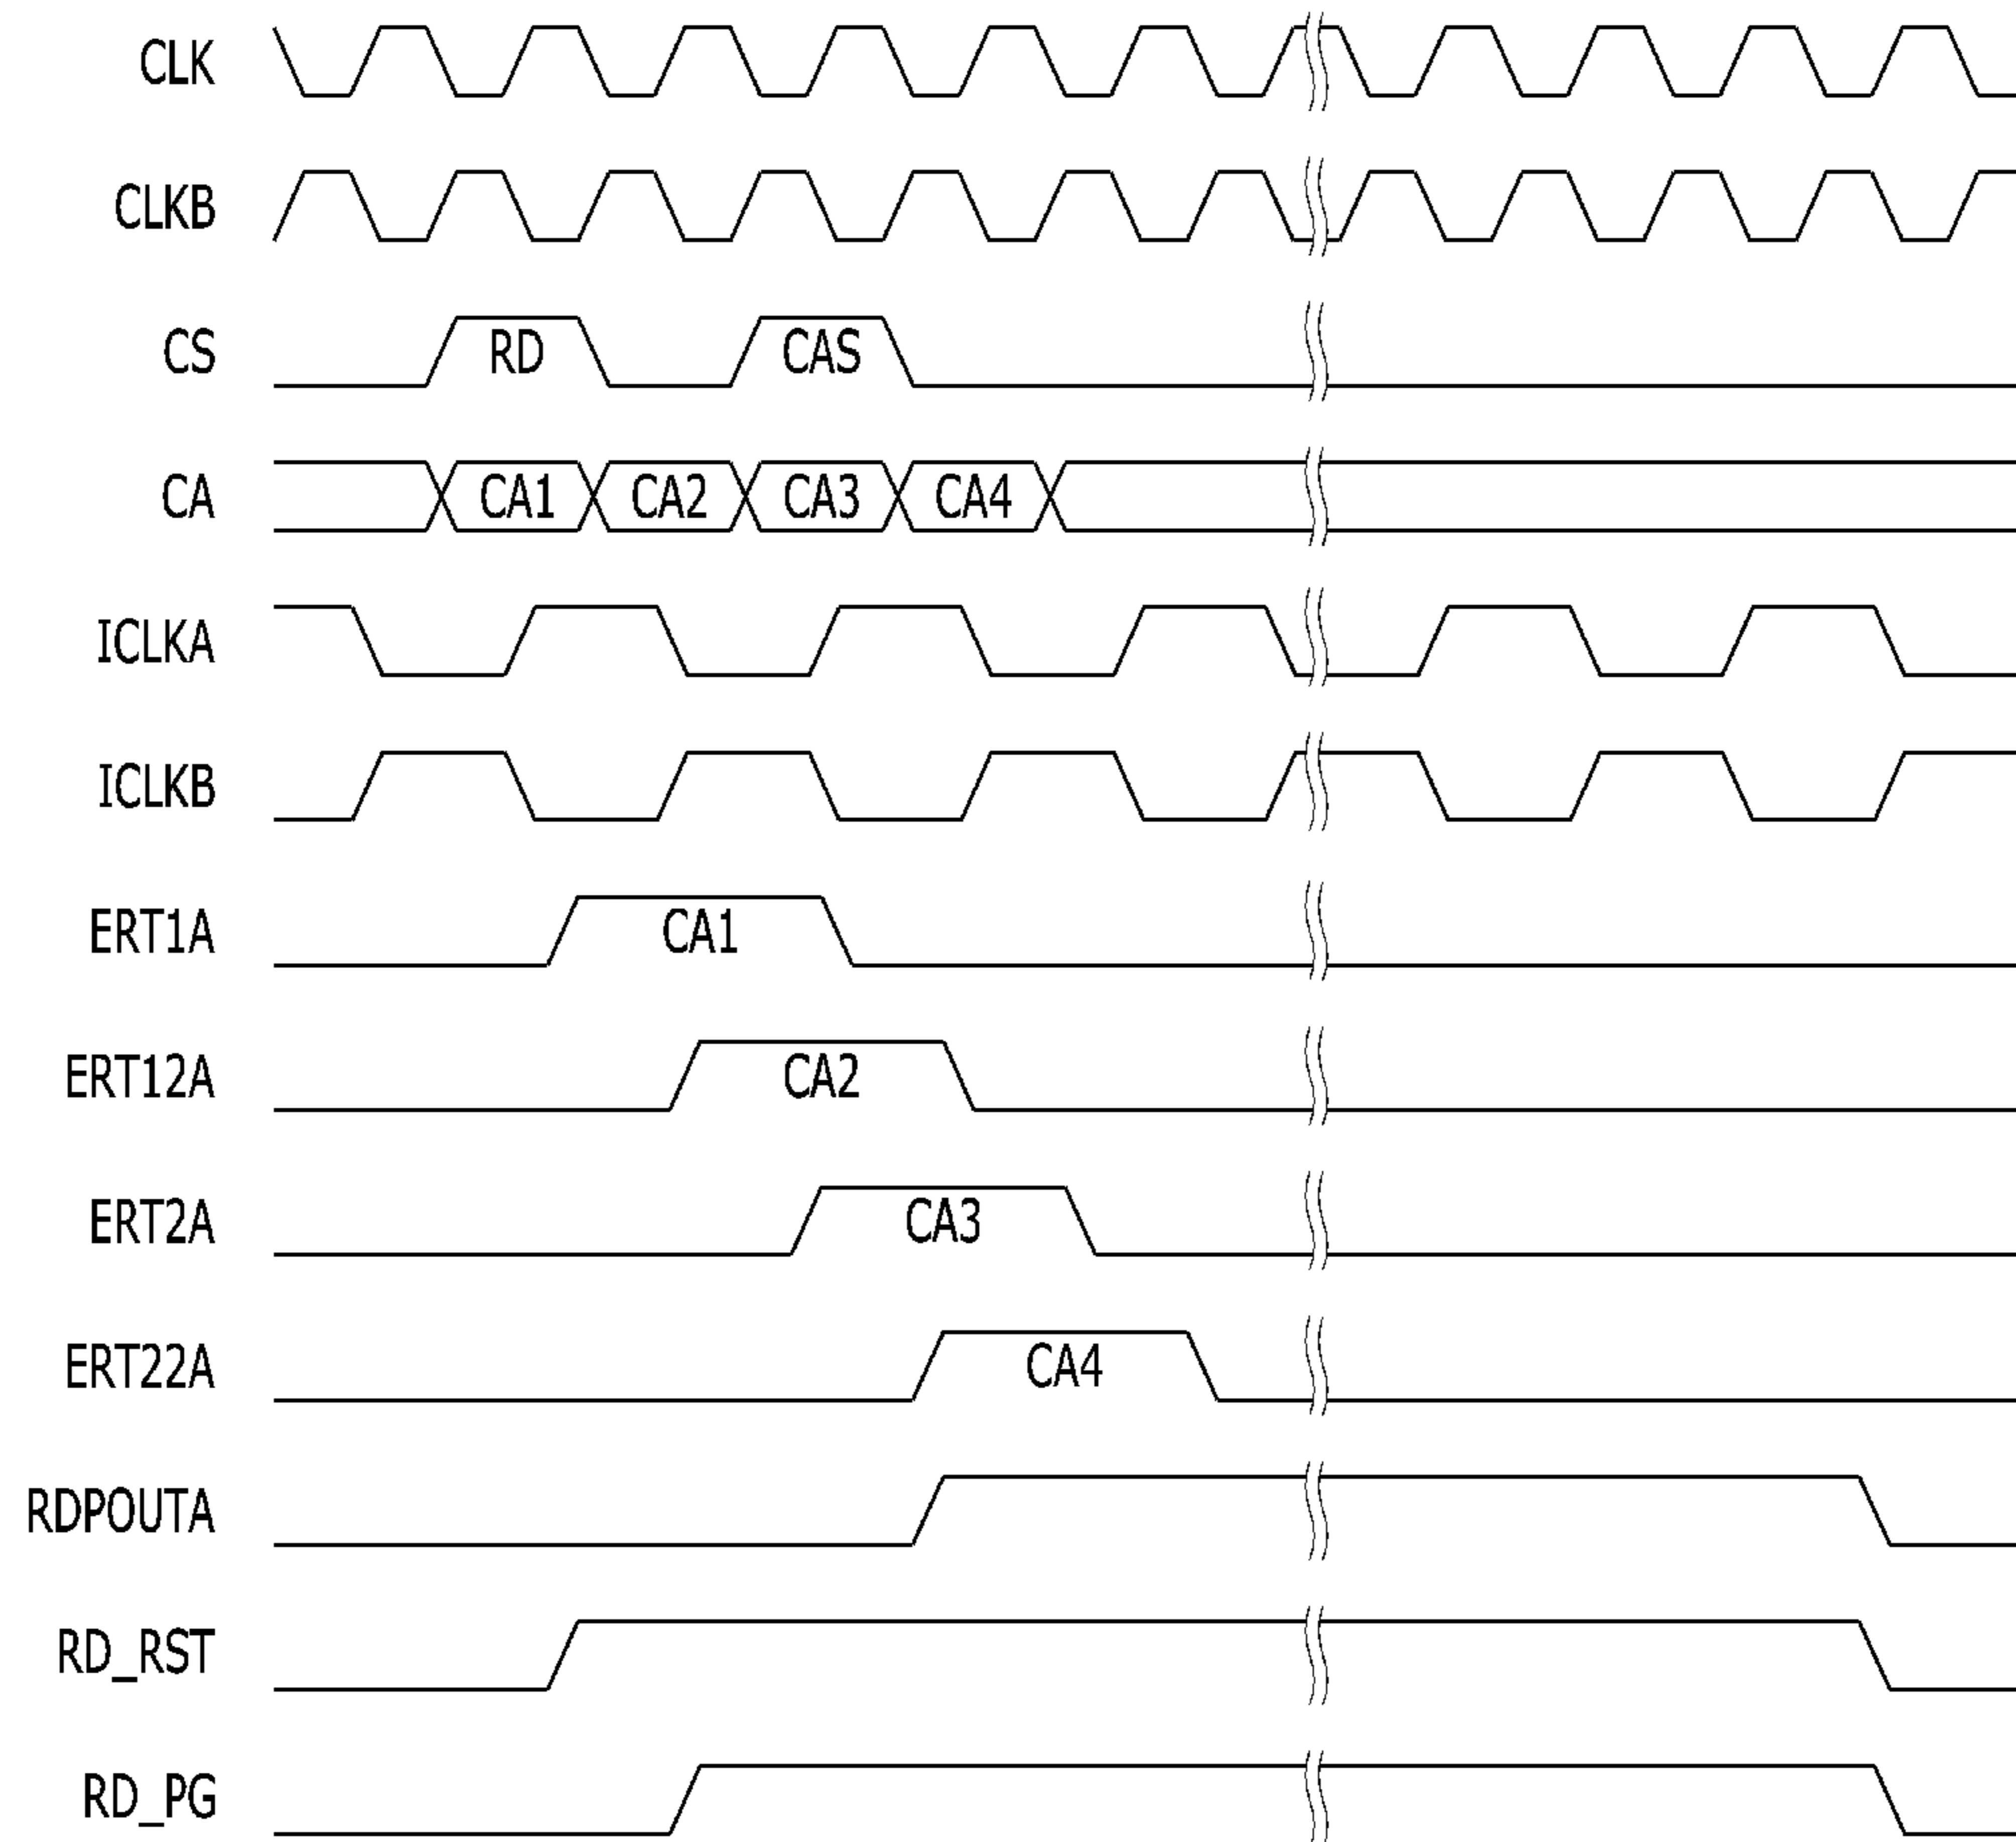 CLK
CLKB
CS RD CAS
CA CA1 CA2 CA3 CA4
ICLKA
ICLKB
ERT1A CA1
ERT12A CA2
ERT2A CA3
ERT22A CA4
RDPOUTA
RD_RST
RD_PG